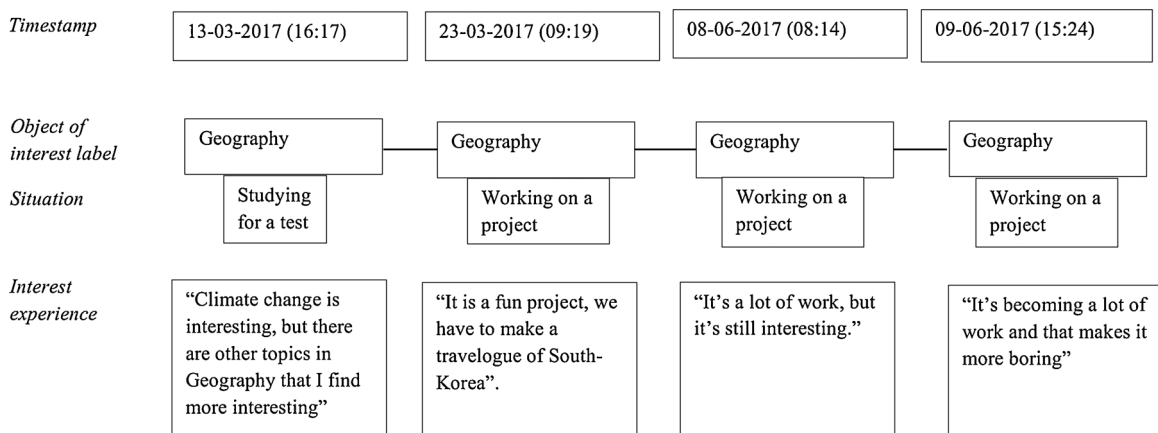 Timestamp
13-03-2017 (16:17)
23-03-2017 (09:19)
08-06-2017 (08:14)
09-06-2017 (15:24)
Object of
interest label
Geography
Geography
Geography
Geography
Situation
Studying
for a test
Working on a
project
Working on a
project
Working on a
project
Interest
experience
“Climate change is
interesting, but there
are other topics in
Geography that I find
more interesting”
“It is a fun project, we
have to make a
travelogue of South-
Korea”.
“It’s a lot of work, but
it’s still interesting.”
“It’s becoming a lot of
work and that makes it
more boring”